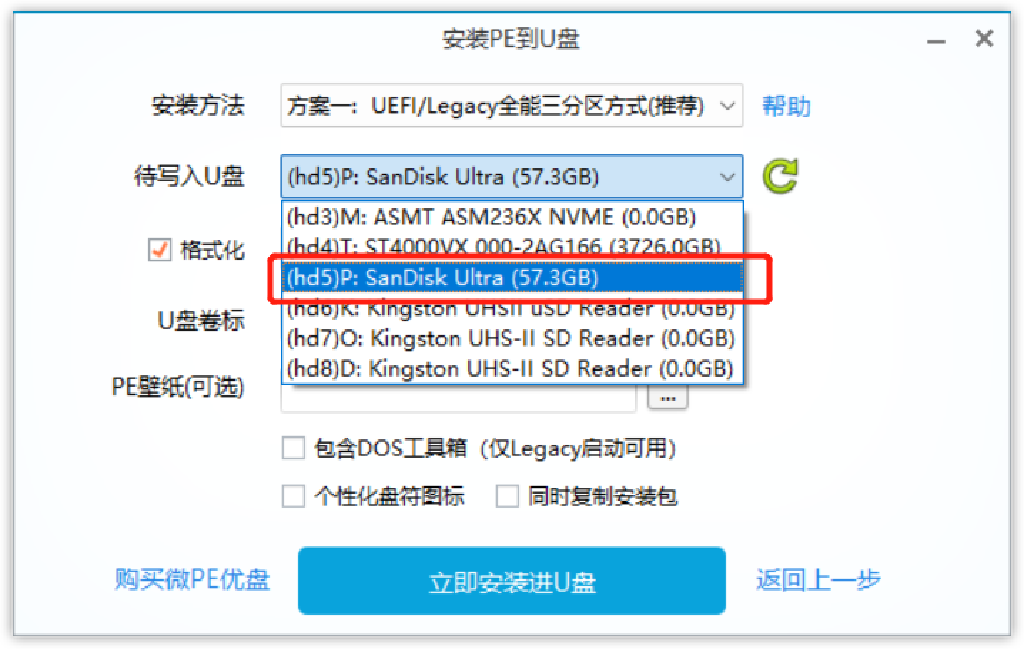 安装PE到U盘
安装方法 方案一：UEFI/Legacy全能三分区方式(推荐) 帮助
待写入U盘 (hd5)P: SanDisk Ultra (57.3GB)
(hd3)M: ASMT ASM236X NVME (0.0GB)
格式化 (hd4)T: ST4000VX 000-2AG166 (3726.0GB)
(hd5)P: SanDisk Ultra (57.3GB)
U盘卷标 (hd6)K: Kingston UHSII uSD Reader (0.0GB)
(hd7)O: Kingston UHS-II SD Reader (0.0GB)
(hd8)D: Kingston UHS-II SD Reader (0.0GB)
PE壁纸(可选) ...
包含DOS工具箱（仅Legacy启动可用）
个性化盘符图标 同时复制安装包
购买微PE优盘 立即安装进U盘 返回上一步